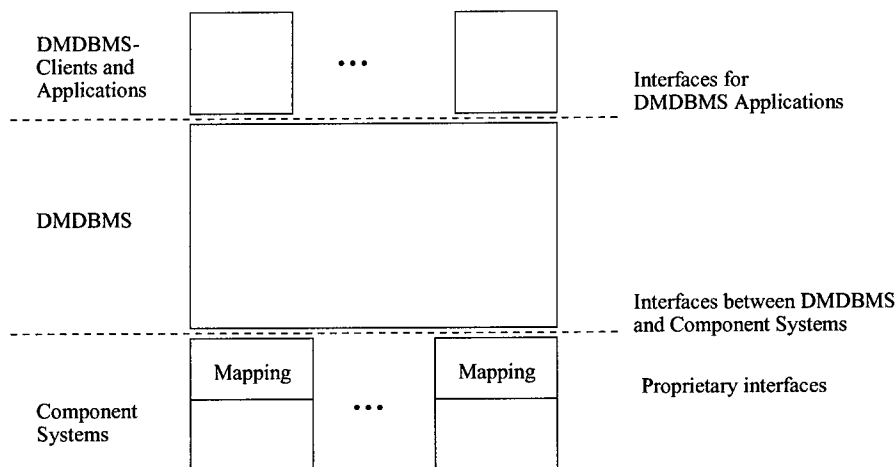 DMDBMS-
Clients and
Applications
•••
Interfaces for
DMDBMS Applications
DMDBMS
Interfaces between DMDBMS
and Component Systems
Mapping
Mapping
Proprietary interfaces
•••
Component
Systems